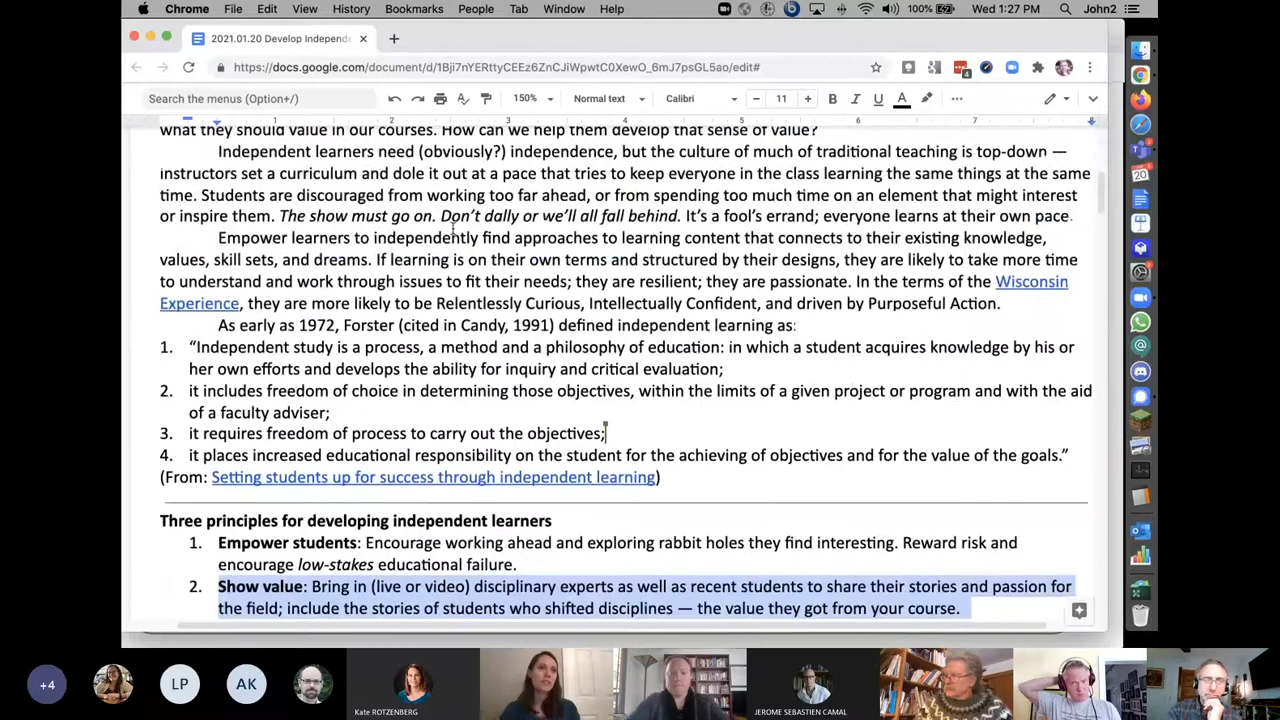 Chrome File Edit View History Bookmarks People Tab Window Help 100% Wed 1:27 PM John2
2021.01.20 Develop Independe
https://docs.google.com/document/d/
Search the menus (Option+/) 150% Normal text Calibri 11 B I U A
1 2 3 4 5 6 7
what they should value in our courses. How can we help them develop that sense of value?
Independent learners need (obviously?) independence, but the culture of much of traditional teaching is top-down —
instructors set a curriculum and dole it out at a pace that tries to keep everyone in the class learning the same things at the same
time. Students are discouraged from working too far ahead, or from spending too much time on an element that might interest
or inspire them. The show must go on. Don’t dally or we’ll all fall behind. It’s a fool’s errand; everyone learns at their own pace.
Empower learners to independently find approaches to learning content that connects to their existing knowledge,
values, skill sets, and dreams. If learning is on their own terms and structured by their designs, they are likely to take more time
to understand and work through issues to fit their needs; they are resilient; they are passionate. In the terms of the Wisconsin
Experience, they are more likely to be Relentlessly Curious, Intellectually Confident, and driven by Purposeful Action.
As early as 1972, Forster (cited in Candy, 1991) defined independent learning as:
1. “Independent study is a process, a method and a philosophy of education: in which a student acquires knowledge by his or
her own efforts and develops the ability for inquiry and critical evaluation;
2. it includes freedom of choice in determining those objectives, within the limits of a given project or program and with the aid
of a faculty adviser;
3. it requires freedom of process to carry out the objectives;
4. it places increased educational responsibility on the student for the achieving of objectives and for the value of the goals.”
(From: Setting students up for success through independent learning)
Three principles for developing independent learners
1. Empower students: Encourage working ahead and exploring rabbit holes they find interesting. Reward risk and
encourage low-stakes educational failure.
2. Show value: Bring in (live or video) disciplinary experts as well as recent students to share their stories and passion for
the field; include the stories of students who shifted disciplines — the value they got from your course.
+4 LP AK
Kate ROTZENBERG
JEROME SEBASTIEN CAMAL